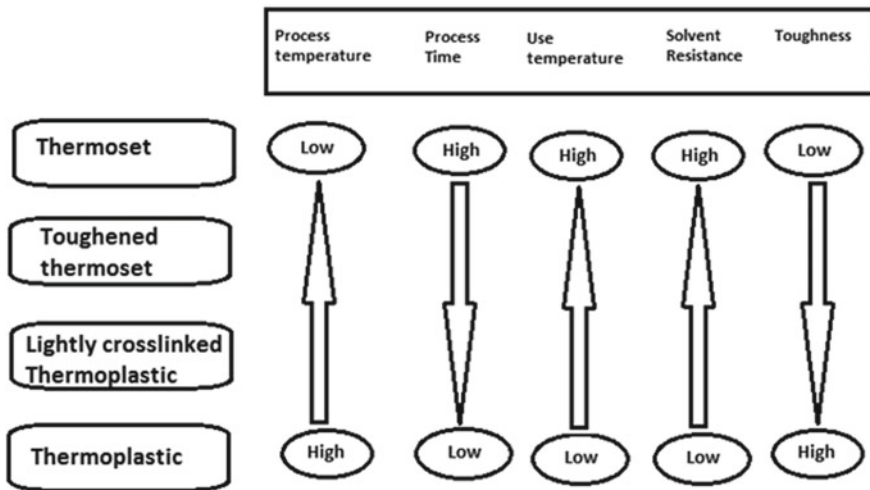 Process
temperature
Process
Time
Use
temperature
Solvent
Resistance
Toughness
Thermoset
Low
High
High
High
Low
Toughened
thermoset
Lightly crosslinked
Thermoplastic
Thermoplastic
High
Low
Low
Low
High